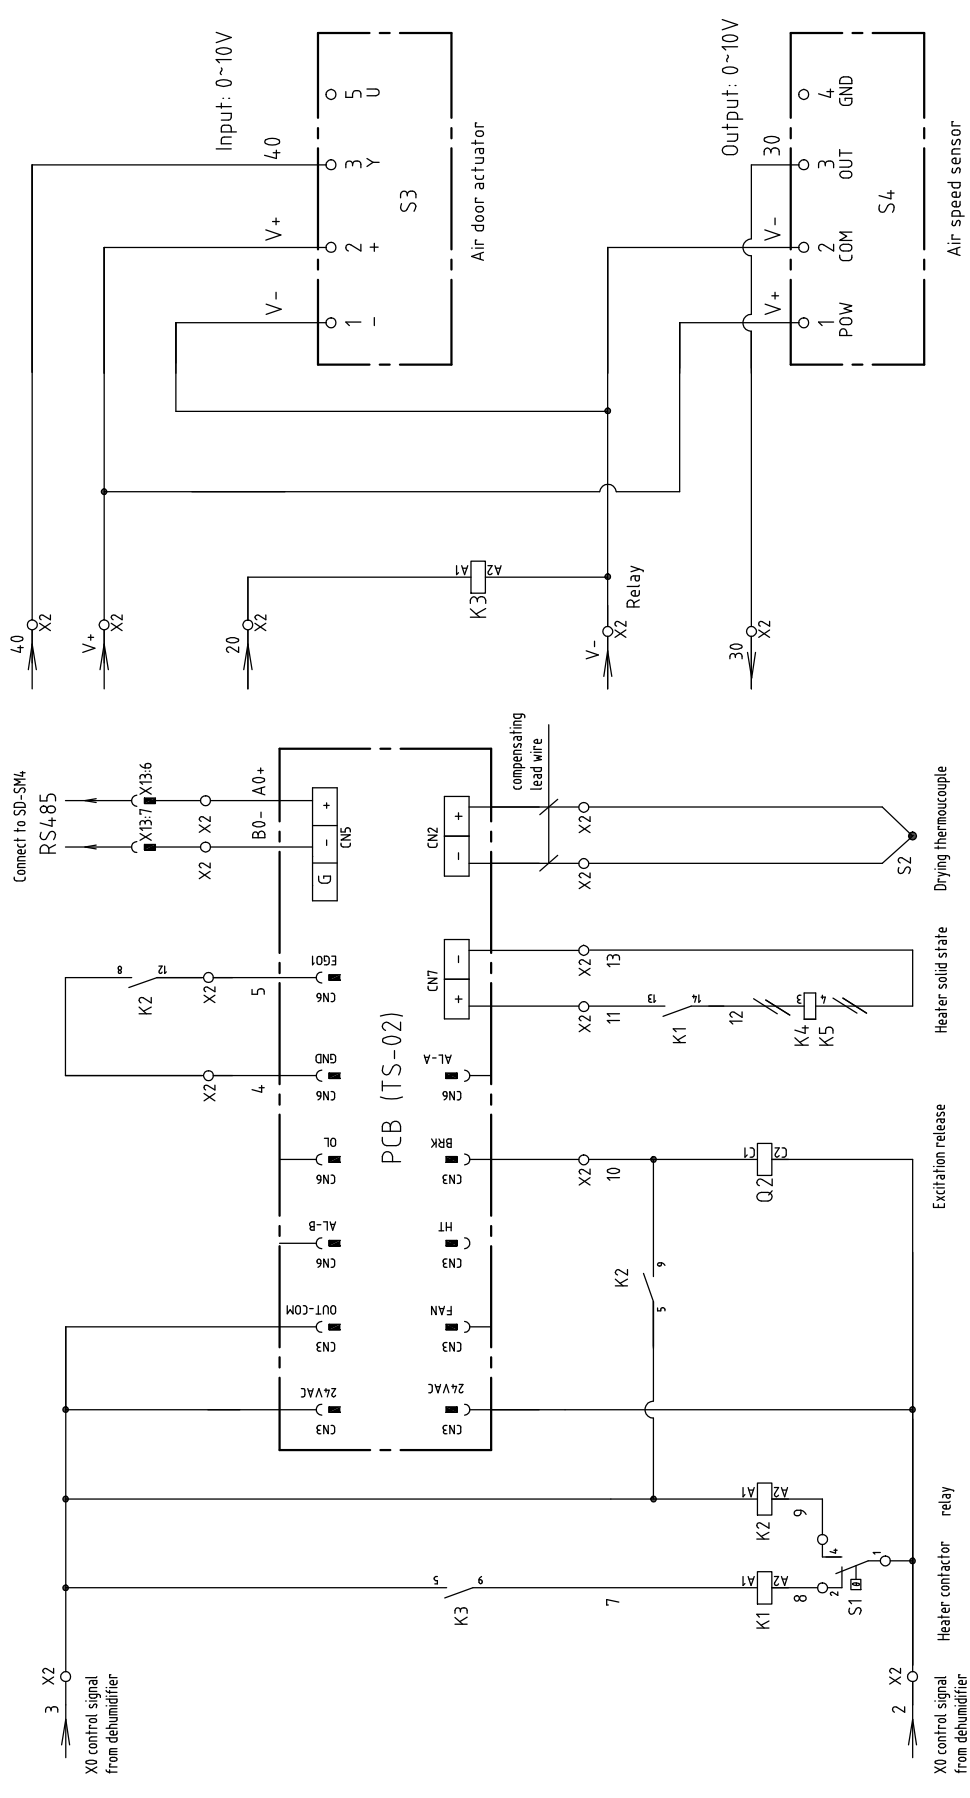 X0 control signal
from dehumidifier
3
X2
X0 control signal
from dehumidifier
2
X2
K3
5
9
7
K1
A1
A2
8
2
S1
θ
1
4
9
K2
A1
A2
Heater contactor
relay
K2
5
9
PCB (TS-02)
24VAC
CN3
OUT-COM
CN3
AL-B
CN6
OL
CN6
GND
CN6
EGO1
CN6
24VAC
CN3
FAN
CN3
HT
CN3
BRK
CN3
AL-A
CN6
4
X2
5
X2
K2
8
12
X2
10
Q2
C1
C2
Excitation release
CN7
+
−
X2
11
X2
13
K1
13
14
12
K4
K5
3
4
Heater solid state
CN2
−
+
X2
X2
compensating
lead wire
S2
Drying thermoucouple
CN5
G
−
+
B0-
A0+
X2
X2
X13:7
X13:6
RS485
Connect to SD-SM4
40
X2
V+
X2
20
X2
V-
X2
30
X2
K3
A1
A2
Relay
Input: 0~10V
V-
V+
40
1
−
2
+
3
Y
5
U
S3
Air door actuator
Output: 0~10V
V+
V-
30
1
POW
2
COM
3
OUT
4
GND
S4
Air speed sensor